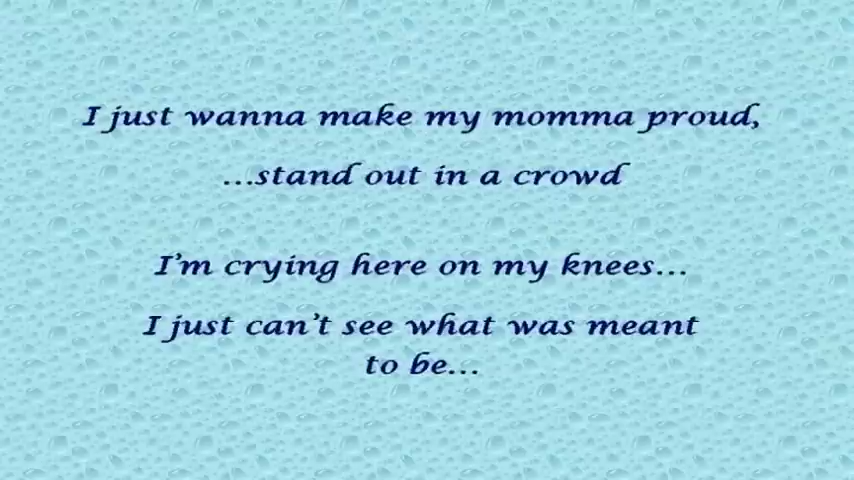 I just wanna make my momma proud,
...stand out in a crowd
I'm crying here on my knees...
I just can't see what was meant
to be...